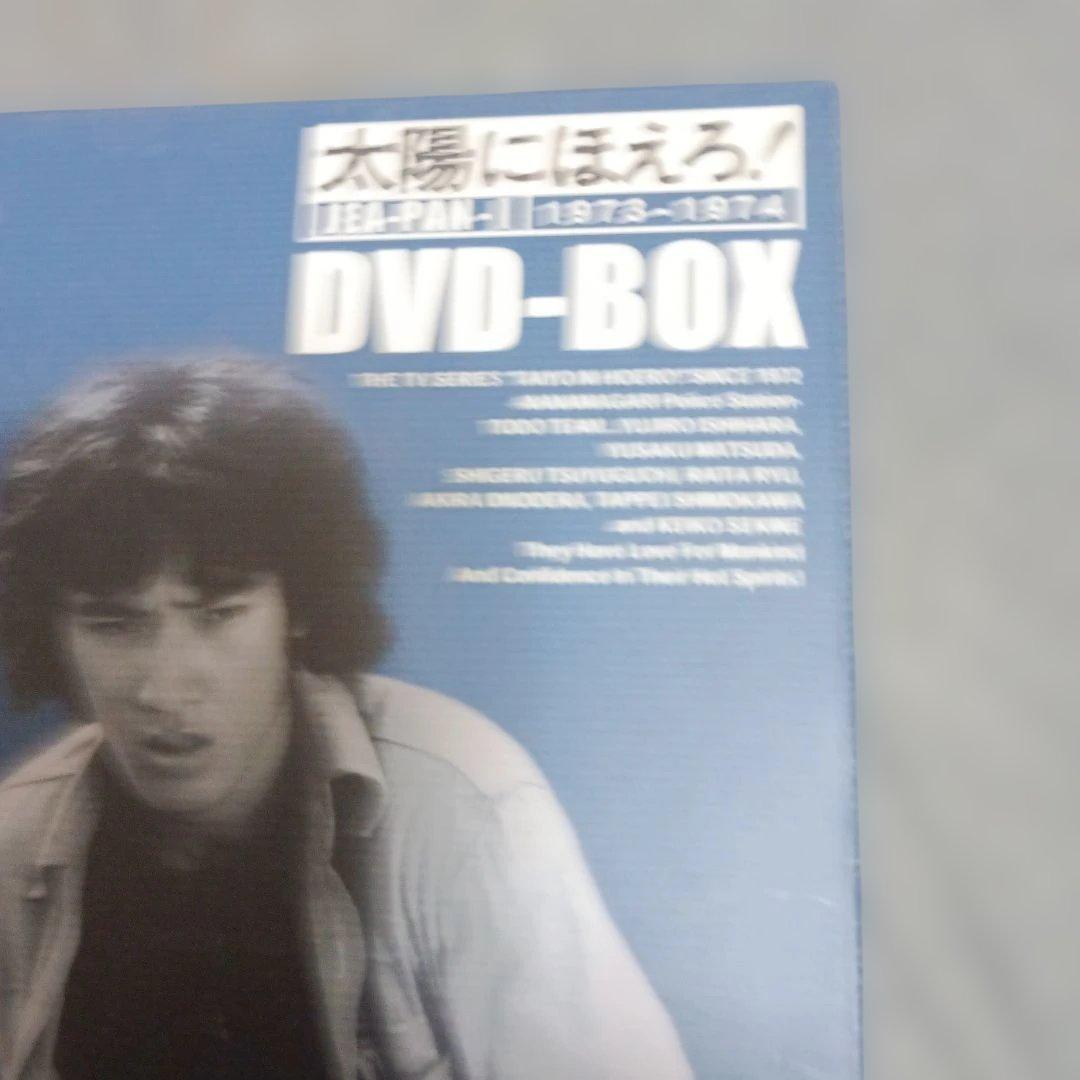 太陽にほえろ!
JEA-PAN-I 1973-1974
DVD-BOX
THE TV SERIES "TAIYO NI HOERO!" SINCE 1972
-NANAMAGARI Police Station-
TODO TEAM... YUJIRO ISHIHARA,
YUSAKU MATSUDA,
SHIGERU TSUYUGUCHI, RAITA RYU,
AKIRA ONODERA, TAPPEI SHIMOKAWA
and KEIKO SEKINE
They Have Love For Mankind
And Confidence In Their Hot Spirits!